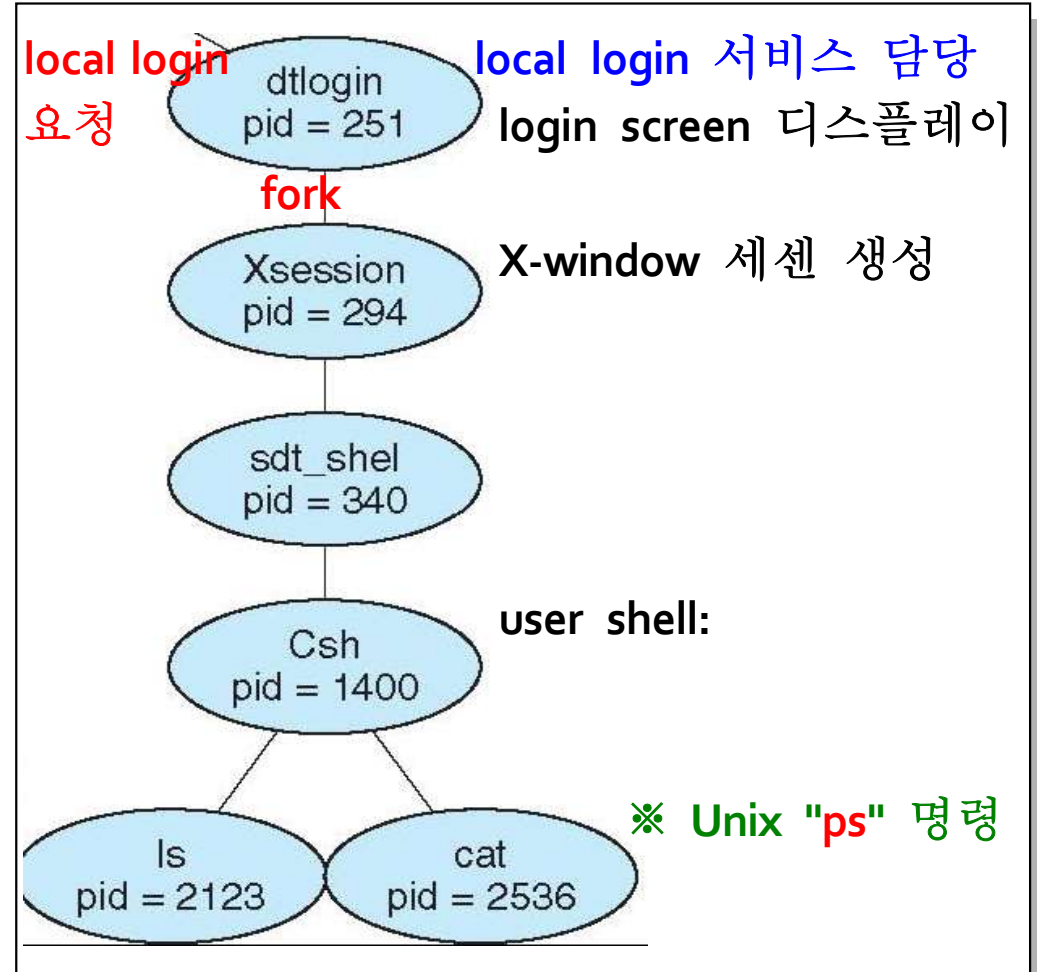 local login
요청
dtlogin
pid = 251
local login 서비스 담당
login screen 디스플레이
fork
Xsession
pid = 294
X-window 세센 생성
sdt_shel
pid = 340
Csh
pid = 1400
user shell:
ls
pid = 2123
cat
pid = 2536
※ Unix "ps" 명령